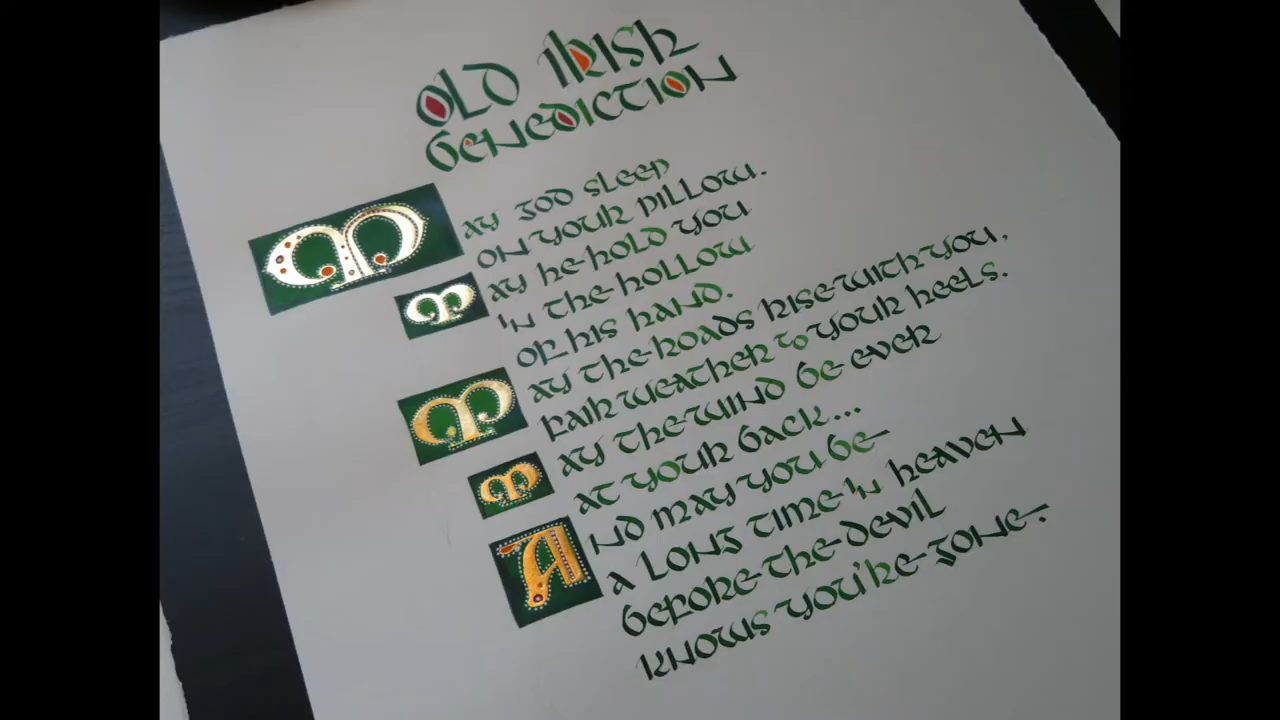 OLD IRISH
BENEDICTION
MAY GOD SLEEP
ON YOUR PILLOW.
MAY HE HOLD YOU
IN THE HOLLOW
OF HIS HAND.
MAY THE ROADS RISE WITH YOU,
FAIR WEATHER TO YOUR HEELS.
MAY THE WIND BE EVER
AT YOUR BACK...
AND MAY YOU BE
A LONG TIME IN HEAVEN
BEFORE THE DEVIL
KNOWS YOU'RE GONE.